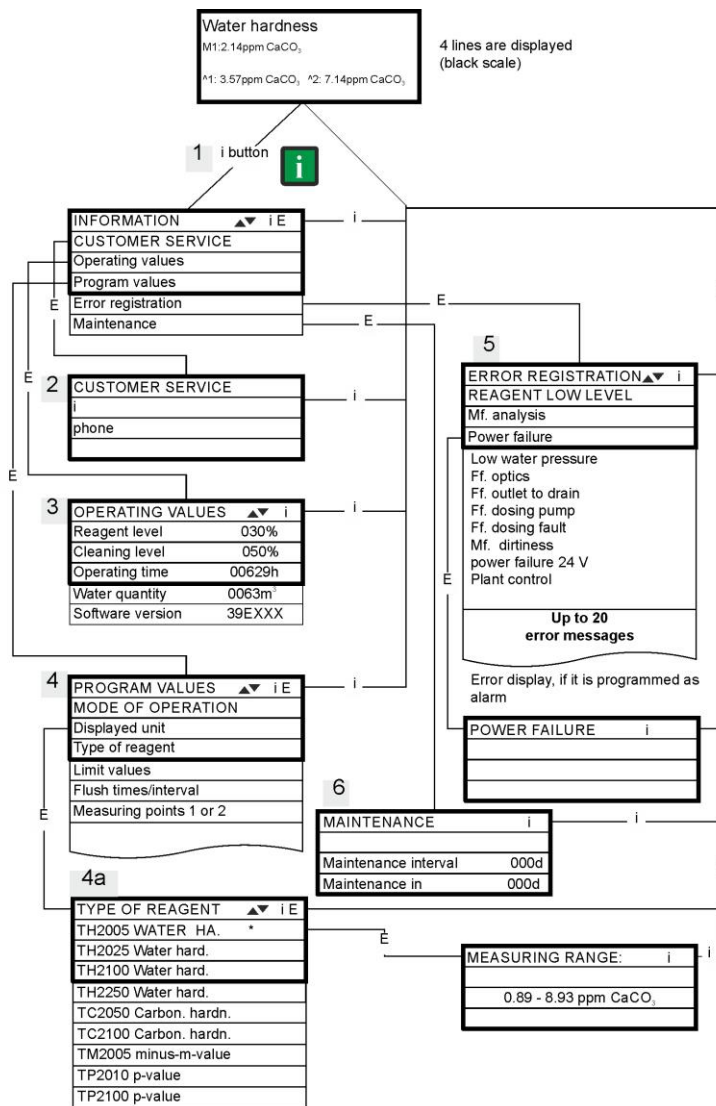 Water hardness
M1:2.14ppm CaCO₃
^1: 3.57ppm CaCO₃ ^2: 7.14ppm CaCO₃
4 lines are displayed
(black scale)
1 i button
i
INFORMATION ▲▼ i E
CUSTOMER SERVICE
Operating values
Program values
Error registration
Maintenance
i
E
E
E
E
E
2
CUSTOMER SERVICE
i
phone
i
3
OPERATING VALUES ▲▼ i
Reagent level 030%
Cleaning level 050%
Operating time 00629h
Water quantity 0063m³
Software version 39EXXX
i
4
PROGRAM VALUES ▲▼ i E
MODE OF OPERATION
Displayed unit
Type of reagent
Limit values
Flush times/interval
Measuring points 1 or 2
i
E
5
ERROR REGISTRATION ▲▼ i
REAGENT LOW LEVEL
Mf. analysis
Power failure
Low water pressure
Ff. optics
Ff. outlet to drain
Ff. dosing pump
Ff. dosing fault
Mf. dirtiness
power failure 24 V
Plant control
Up to 20
error messages
E
Error display, if it is programmed as
alarm
POWER FAILURE i
6
MAINTENANCE i
Maintenance interval 000d
Maintenance in 000d
i
4a
TYPE OF REAGENT ▲▼ i E
TH2005 WATER HA. *
TH2025 Water hard.
TH2100 Water hard.
TH2250 Water hard.
TC2050 Carbon. hardn.
TC2100 Carbon. hardn.
TM2005 minus-m-value
TP2010 p-value
TP2100 p-value
E
MEASURING RANGE: i
0.89 - 8.93 ppm CaCO₃
i